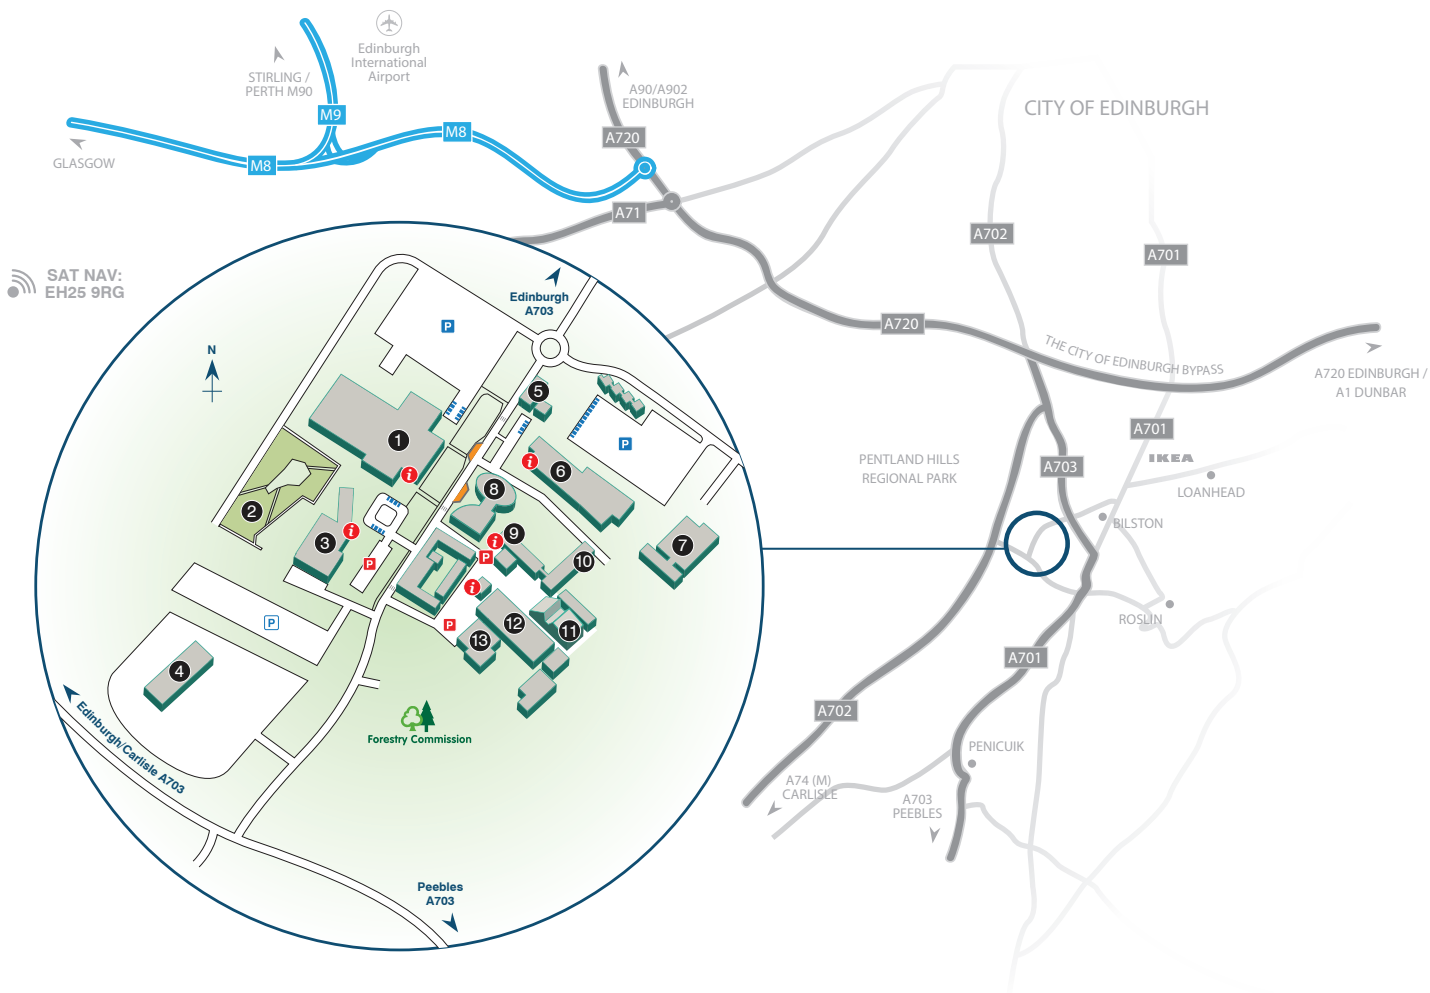 Edinburgh
International
Airport
STIRLING /
PERTH M90
M9
M8
M8
GLASGOW
A90/A902
EDINBURGH
A720
A71
CITY OF EDINBURGH
A702
A701
SAT NAV:
EH25 9RG
A720
THE CITY OF EDINBURGH BYPASS
A720 EDINBURGH /
A1 DUNBAR
A701
IKEA
LOANHEAD
PENTLAND HILLS
REGIONAL PARK
A703
BILSTON
ROSLIN
A701
A702
PENICUIK
A74 (M)
CARLISLE
A703
PEEBLES
N
Edinburgh
A703
P
5
1
i
P
i
6
2
8
3
i
9
i
P
7
10
P
i
P
12
11
13
P
4
Forestry Commission
Edinburgh/Carlisle A703
Peebles
A703